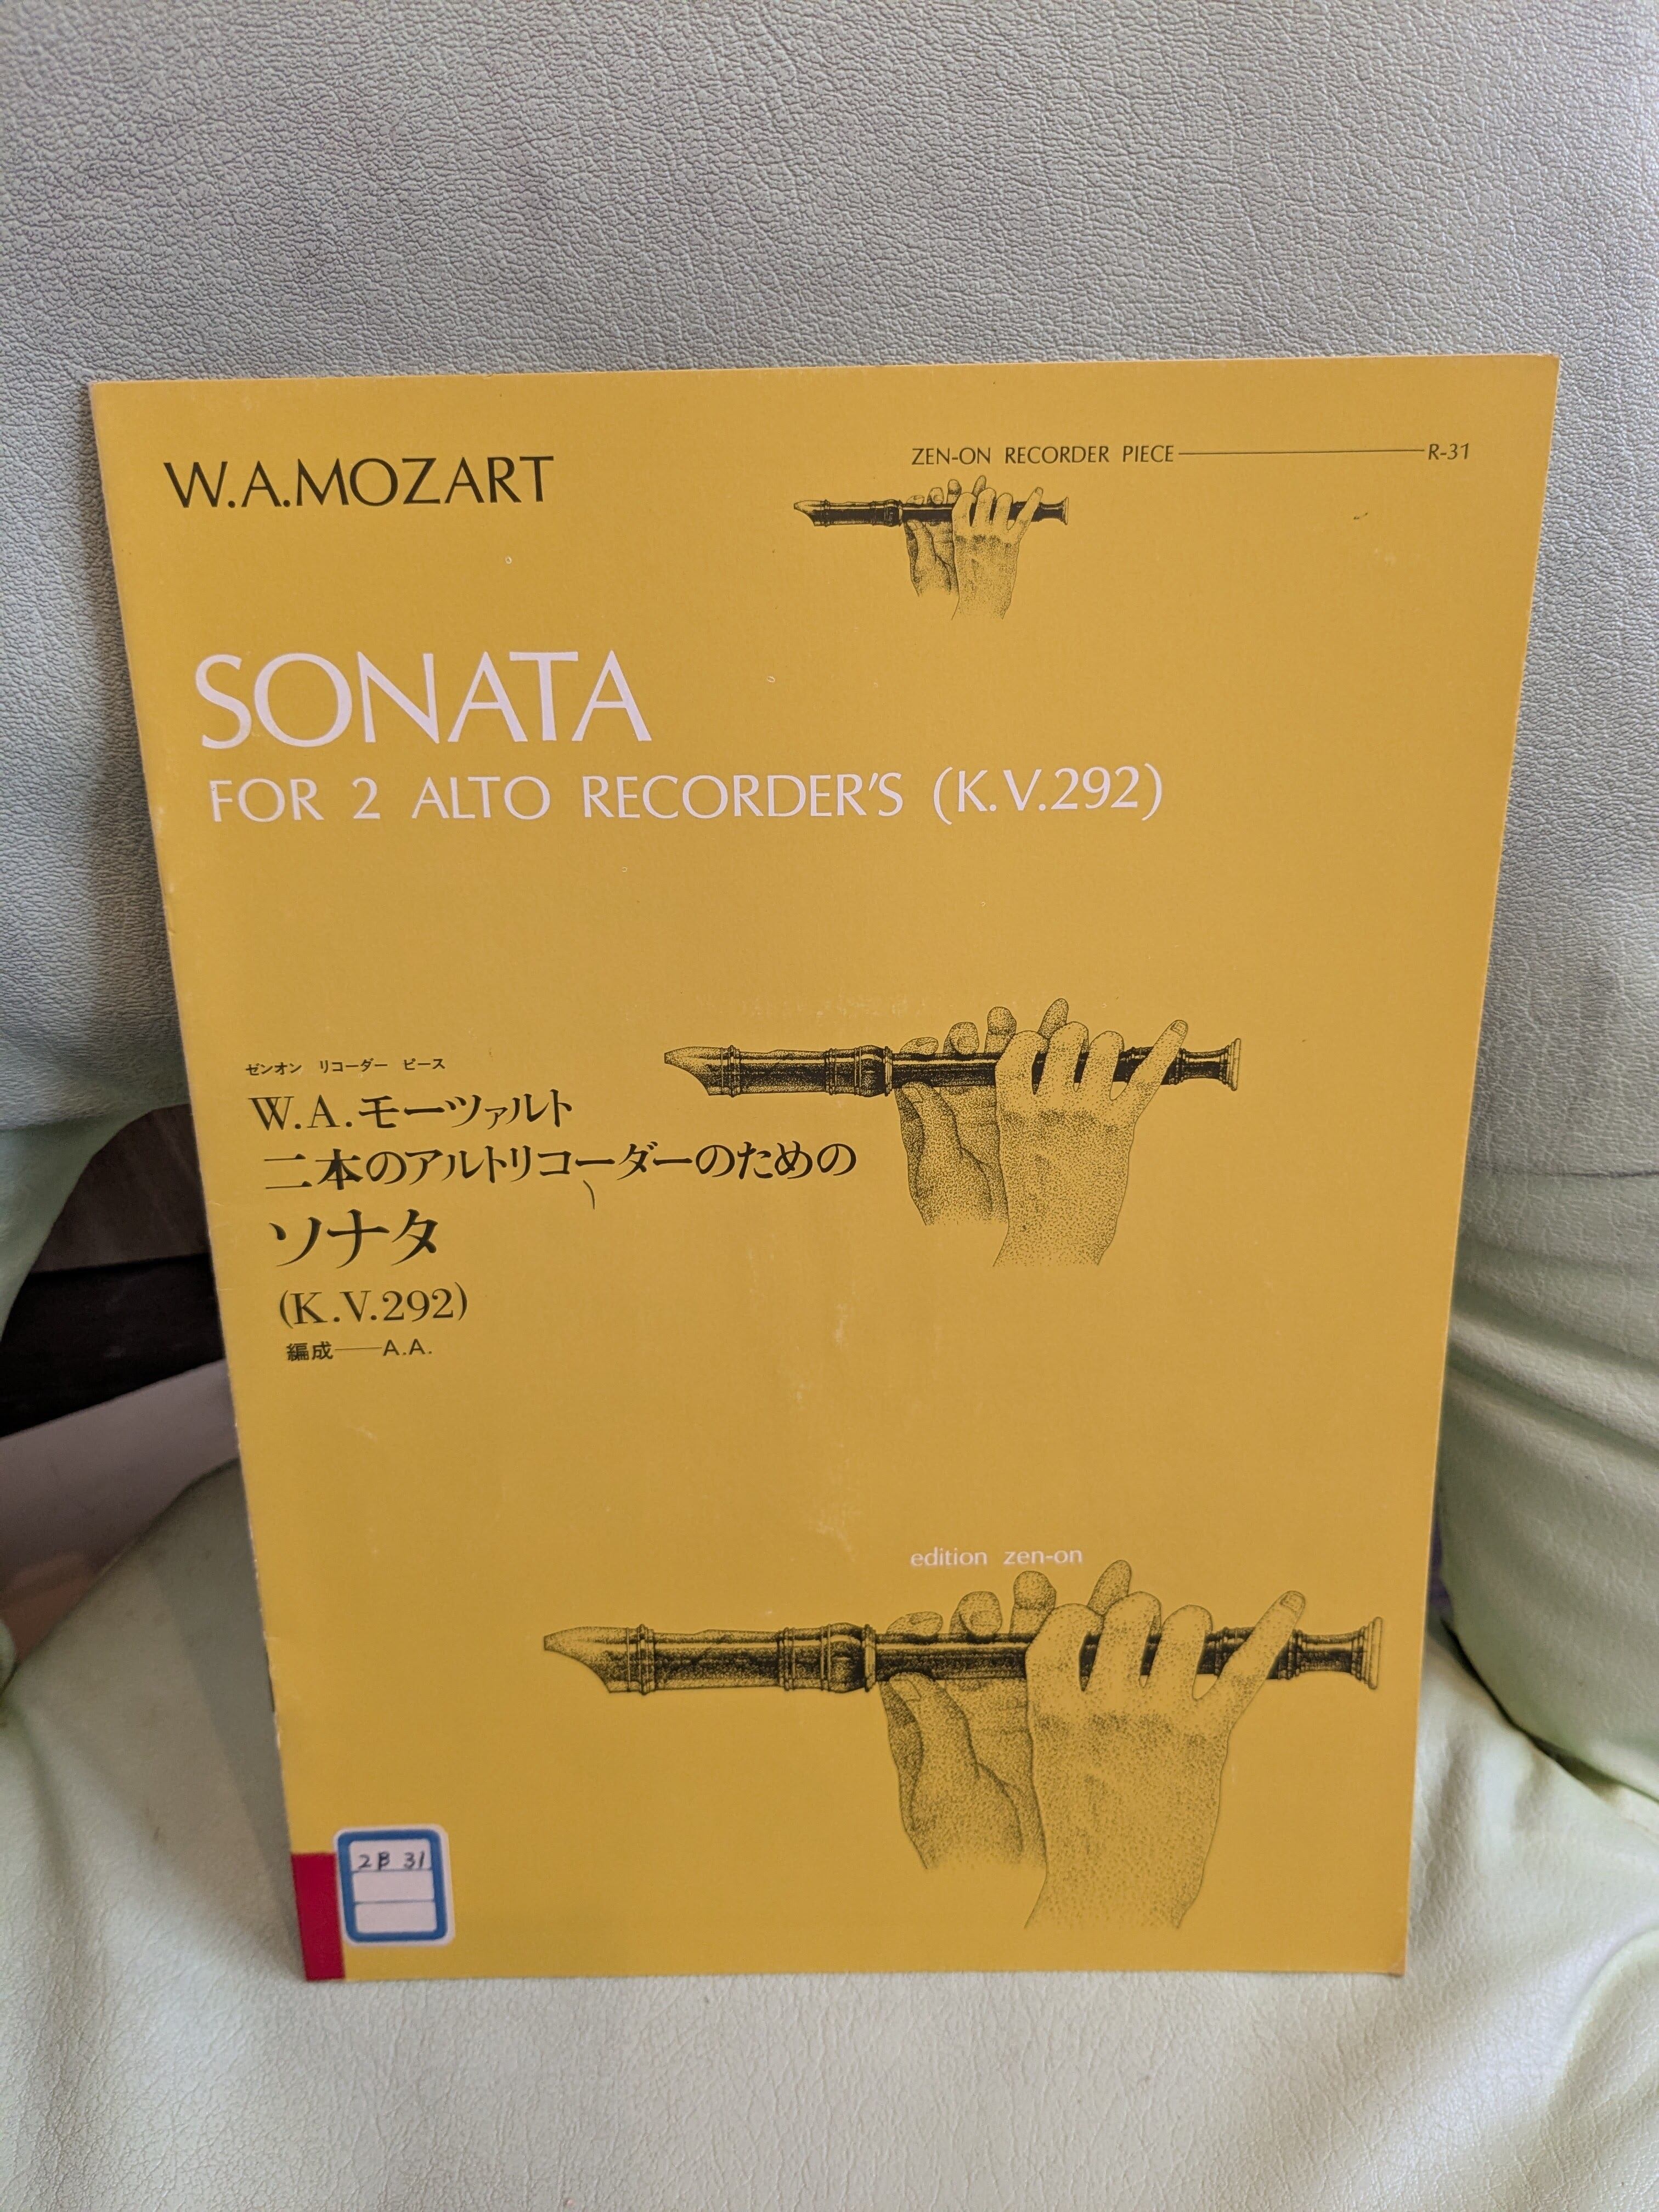 W.A.MOZART
ZEN-ON RECORDER PIECE R-31
SONATA
FOR 2 ALTO RECORDER'S (K.V.292)
ゼンオン リコーダー ピース
W.A.モーツァルト
二本のアルトリコーダーのための
ソナタ
(K.V.292)
編成――A.A.
edition zen-on
2B 31